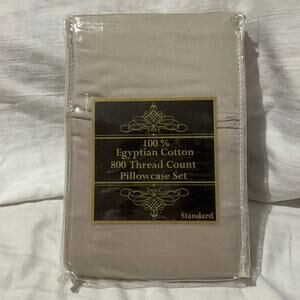 100 %
Egyptian Cotton
800 Thread Count
Pillowcase Set
Standard